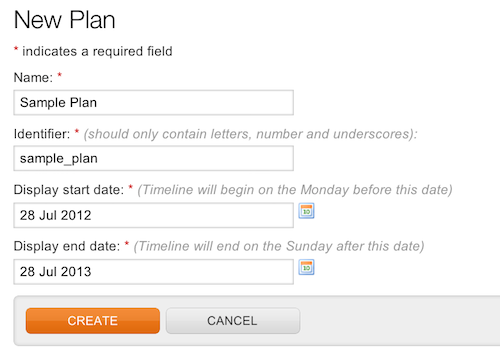 New Plan
* indicates a required field
Name: *
Sample Plan
Identifier: * (should only contain letters, number and underscores):
sample_plan
Display start date: * (Timeline will begin on the Monday before this date)
28 Jul 2012
Display end date: * (Timeline will end on the Sunday after this date)
28 Jul 2013
CREATE CANCEL